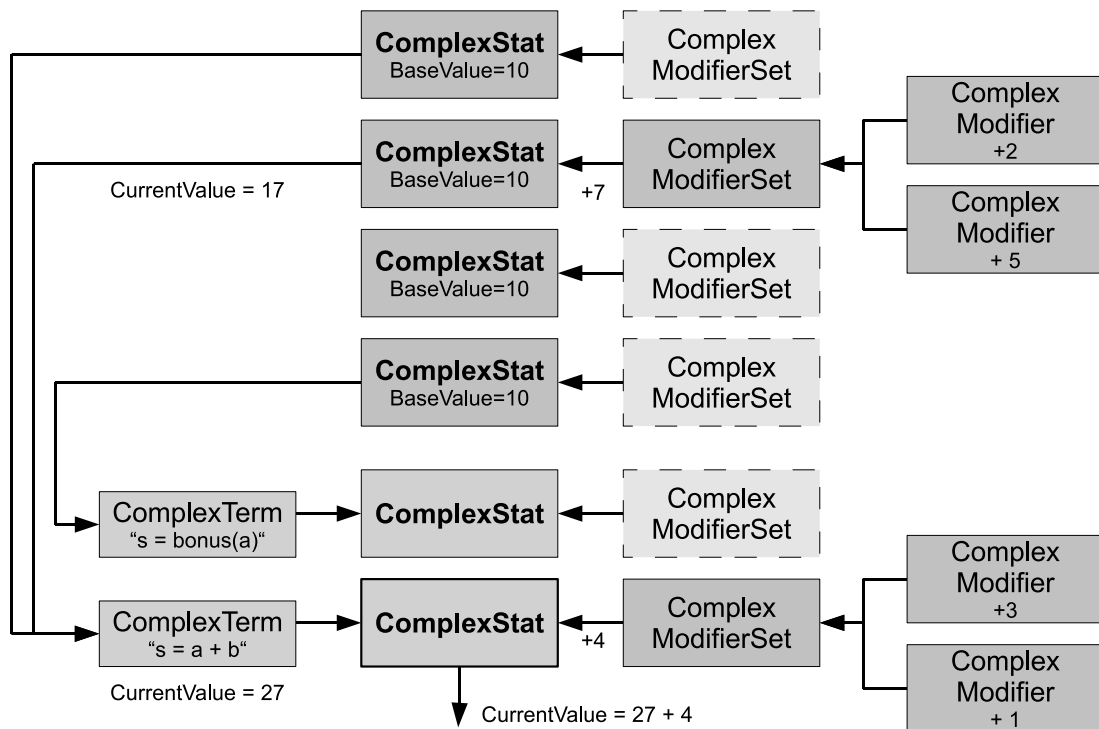 ComplexStat
BaseValue=10
Complex
ModifierSet
Complex
Modifier
+2
ComplexStat
BaseValue=10
CurrentValue = 17
+7
Complex
ModifierSet
Complex
Modifier
+ 5
ComplexStat
BaseValue=10
Complex
ModifierSet
ComplexStat
BaseValue=10
Complex
ModifierSet
ComplexTerm
“s = bonus(a)“
ComplexStat
Complex
ModifierSet
Complex
Modifier
+3
ComplexTerm
“s = a + b“
CurrentValue = 27
ComplexStat
+4
Complex
ModifierSet
Complex
Modifier
+ 1
CurrentValue = 27 + 4